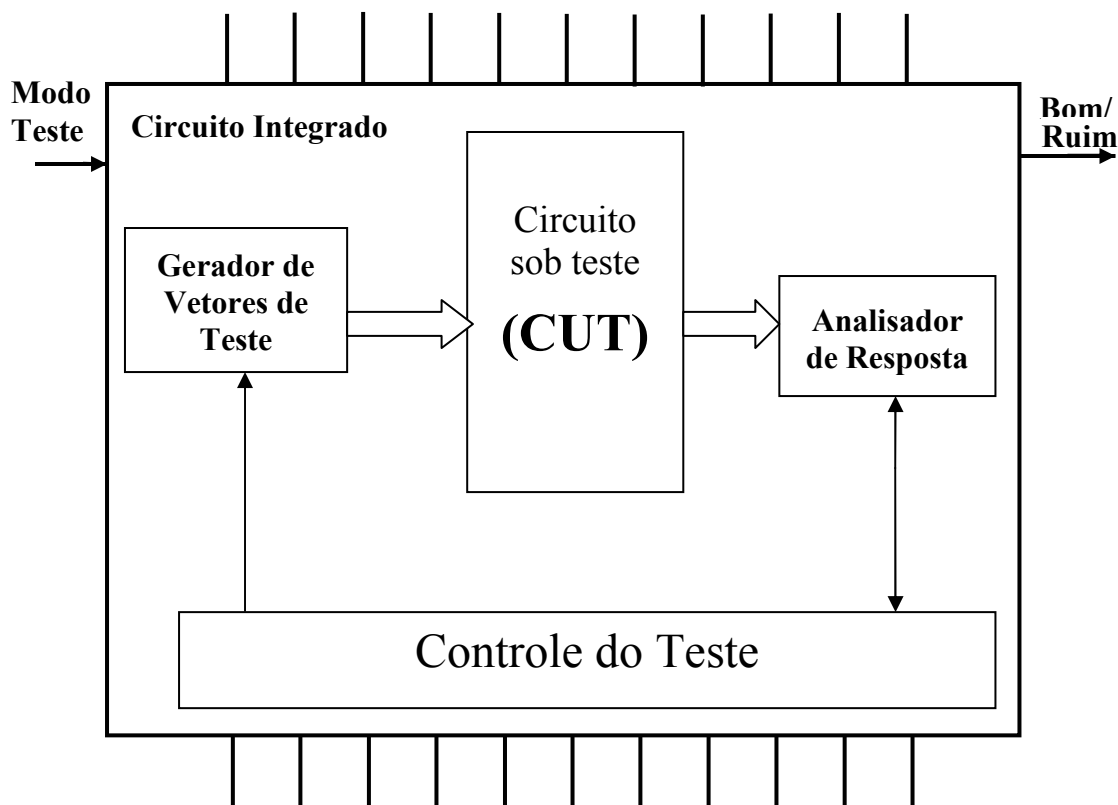 Modo
Teste
Circuito Integrado
Bom/
Ruim
Gerador de
Vetores de
Teste
Circuito
sob teste
(CUT)
Analisador
de Resposta
Controle do Teste